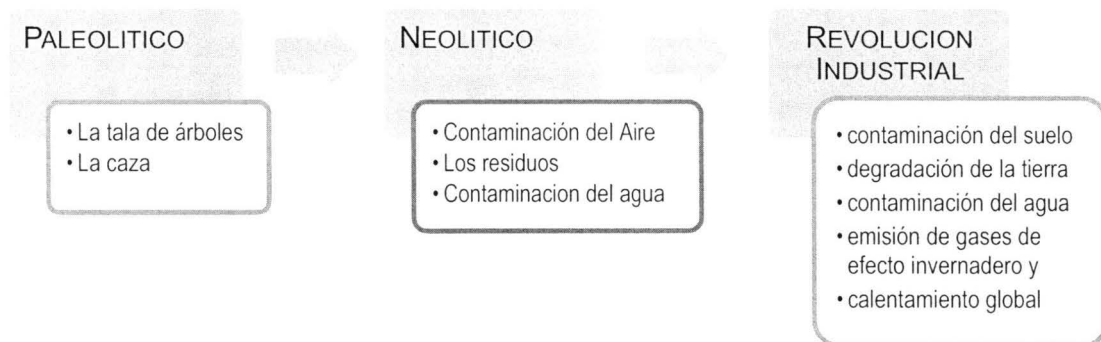 PALEOLITICO
• La tala de árboles
• La caza
NEOLITICO
• Contaminación del Aire
• Los residuos
• Contaminacion del agua
REVOLUCION
INDUSTRIAL
• contaminación del suelo
• degradación de la tierra
• contaminación del agua
• emisión de gases de
efecto invernadero y
• calentamiento global